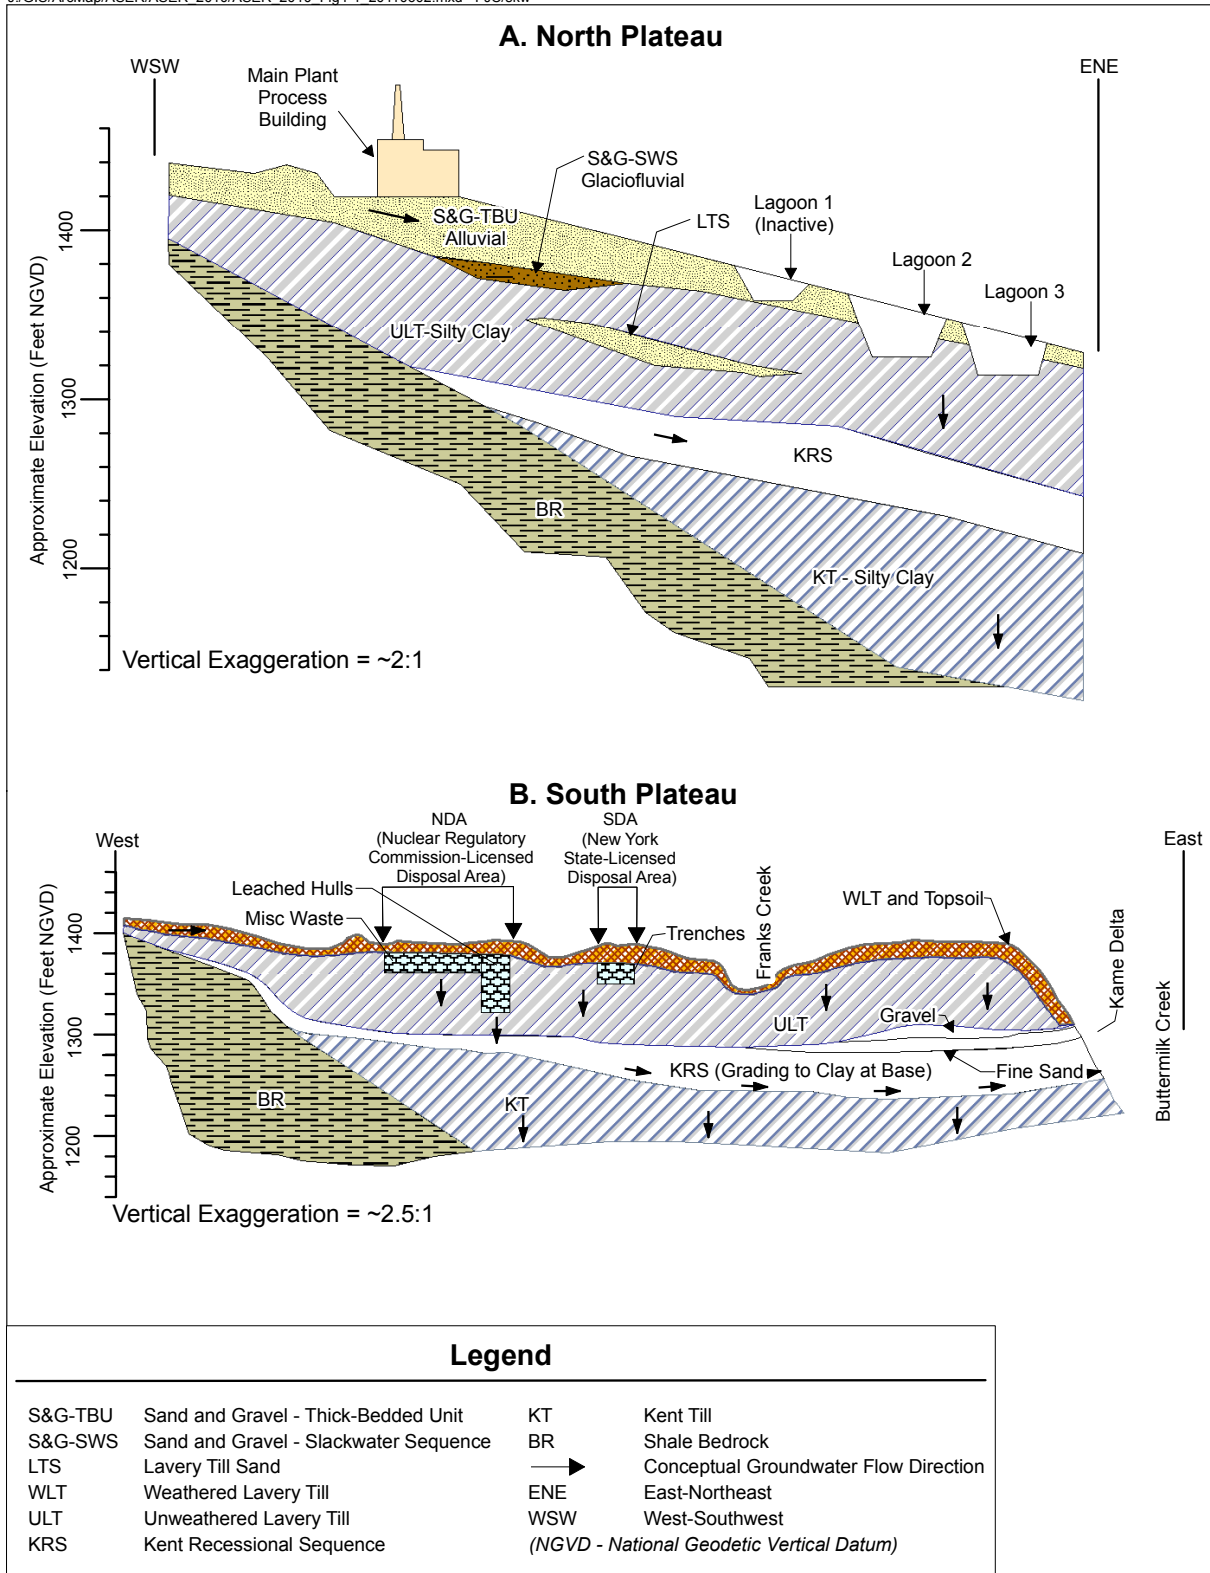 A. North Plateau
WSW
ENE
Main Plant
Process
Building
S&G-SWS
Glaciofluvial
LTS
Lagoon 1
(Inactive)
Lagoon 2
Lagoon 3
S&G-TBU
Alluvial
ULT-Silty Clay
KRS
BR
KT - Silty Clay
Approximate Elevation (Feet NGVD)
1400
1300
1200
Vertical Exaggeration = ~2:1
B. South Plateau
West
East
NDA
(Nuclear Regulatory
Commission-Licensed
Disposal Area)
SDA
(New York
State-Licensed
Disposal Area)
Leached Hulls
Misc Waste
Trenches
Franks Creek
WLT and Topsoil
Kame Delta
Buttermilk Creek
Gravel
ULT
KRS (Grading to Clay at Base)
Fine Sand
BR
KT
Approximate Elevation (Feet NGVD)
1400
1300
1200
Vertical Exaggeration = ~2.5:1
Legend
S&G-TBU Sand and Gravel - Thick-Bedded Unit KT Kent Till
S&G-SWS Sand and Gravel - Slackwater Sequence BR Shale Bedrock
LTS Lavery Till Sand Conceptual Groundwater Flow Direction
WLT Weathered Lavery Till ENE East-Northeast
ULT Unweathered Lavery Till WSW West-Southwest
KRS Kent Recessional Sequence (NGVD - National Geodetic Vertical Datum)